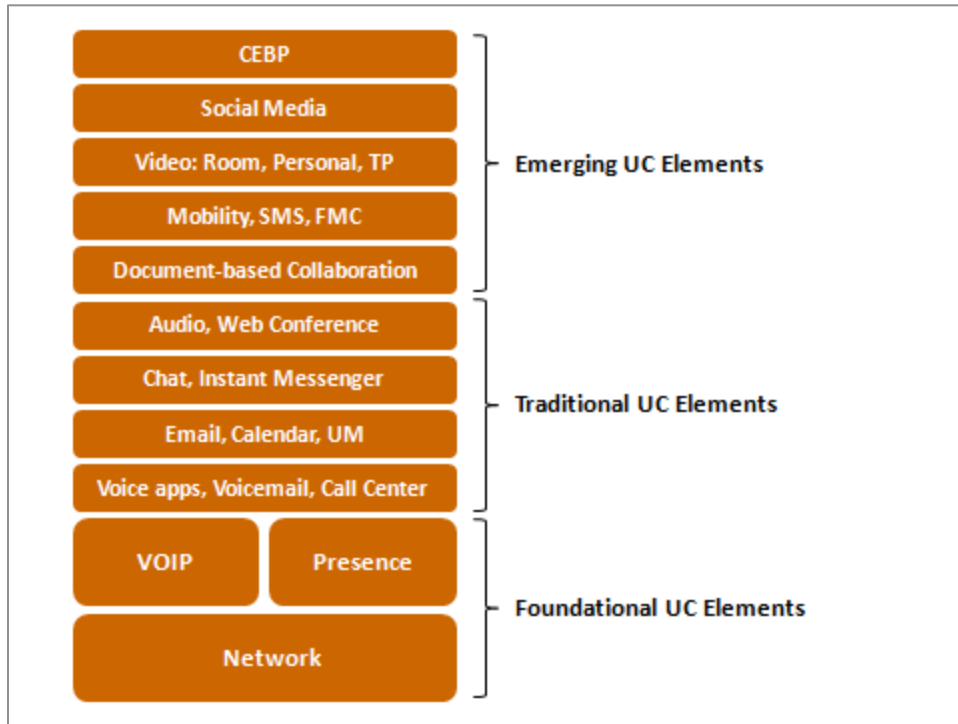 CEBP
Social Media
Video: Room, Personal, TP
Mobility, SMS, FMC
Document-based Collaboration
Emerging UC Elements
Audio, Web Conference
Chat, Instant Messenger
Email, Calendar, UM
Voice apps, Voicemail, Call Center
Traditional UC Elements
VOIP
Presence
Network
Foundational UC Elements